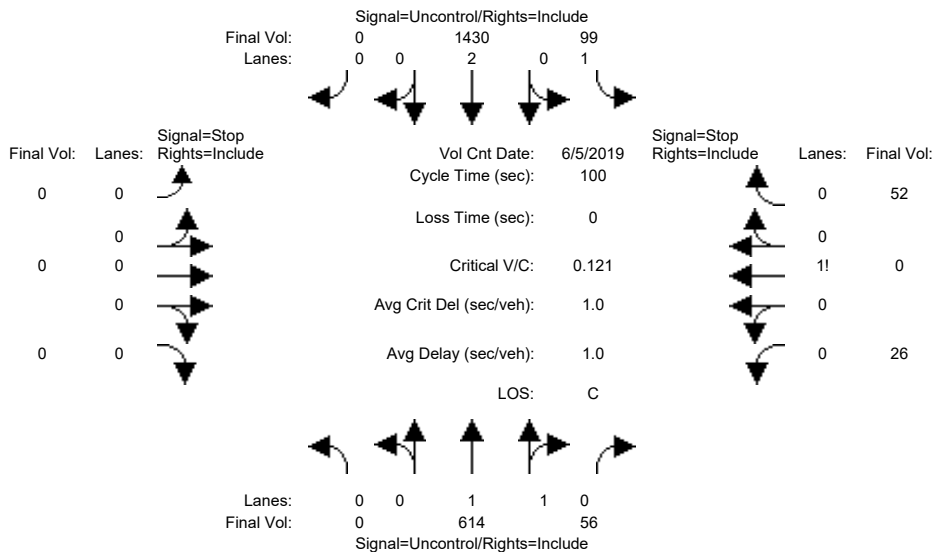 Signal=Uncontrol/Rights=Include
Final Vol: 0 1430 99
Lanes: 0 0 2 0 1
Signal=Stop Signal=Stop
Final Vol: Lanes: Rights=Include Vol Cnt Date: 6/5/2019 Rights=Include Lanes: Final Vol:
Cycle Time (sec): 100
0 0 0 52
Loss Time (sec): 0
0 0
0 0 Critical V/C: 0.121 1! 0
0 Avg Crit Del (sec/veh): 1.0 0
0 0 Avg Delay (sec/veh): 1.0 0 26
LOS: C
Lanes: 0 0 1 1 0
Final Vol: 0 614 56
Signal=Uncontrol/Rights=Include